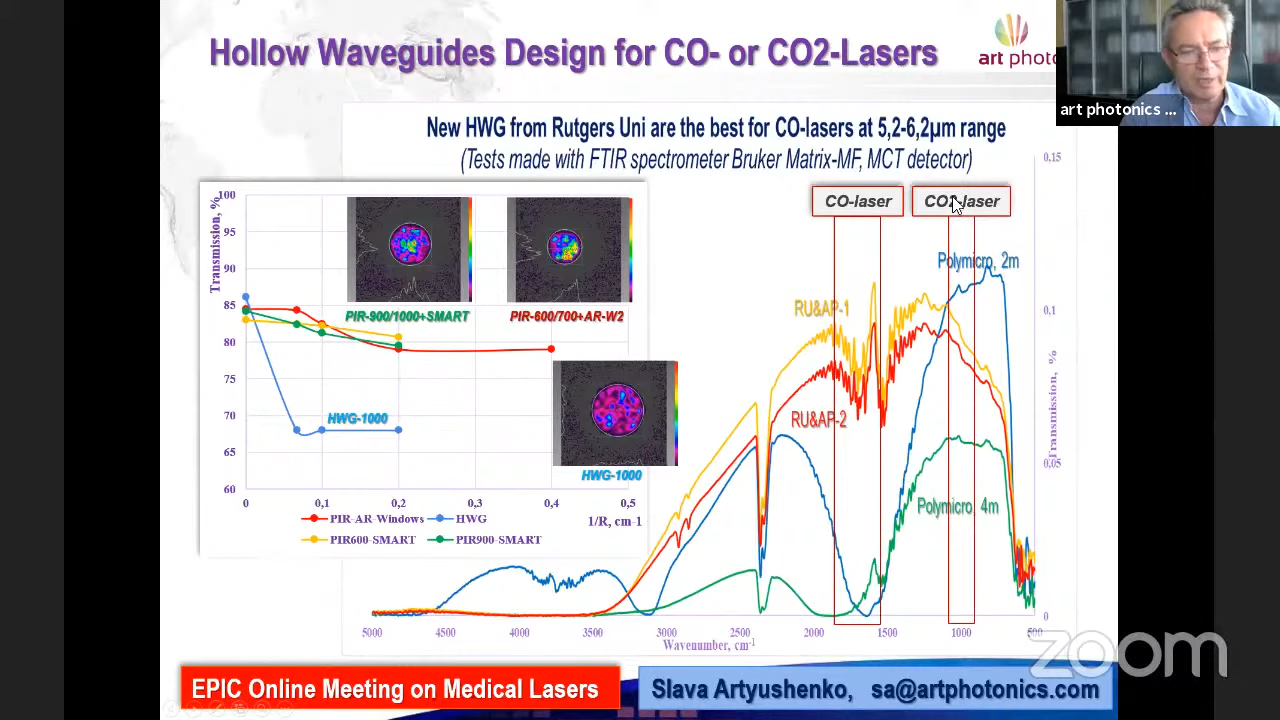 Hollow Waveguides Design for CO- or CO2-Lasers
art photo
art photonics ...
New HWG from Rutgers Uni are the best for CO-lasers at 5,2-6,2µm range
(Tests made with FTIR spectrometer Bruker Matrix-MF, MCT detector)
Transmission, %
100
95
90
85
80
75
70
65
60
0
0,1
0,2
0,3
0,4
0,5
1/R, cm-1
PIR-900/1000+SMART
PIR-600/700+AR-W2
HWG-1000
HWG-1000
PIR-AR-Windows
HWG
PIR600-SMART
PIR900-SMART
CO-laser
CO2-laser
Polymicro, 2m
RU&AP-1
RU&AP-2
Polymicro, 4m
0,15
0,1
0,05
0
Transmission, %
5000
4500
4000
3500
3000
2500
2000
1500
1000
500
Wavenumber, cm-1
zoom
EPIC Online Meeting on Medical Lasers
Slava Artyushenko, sa@artphotonics.com